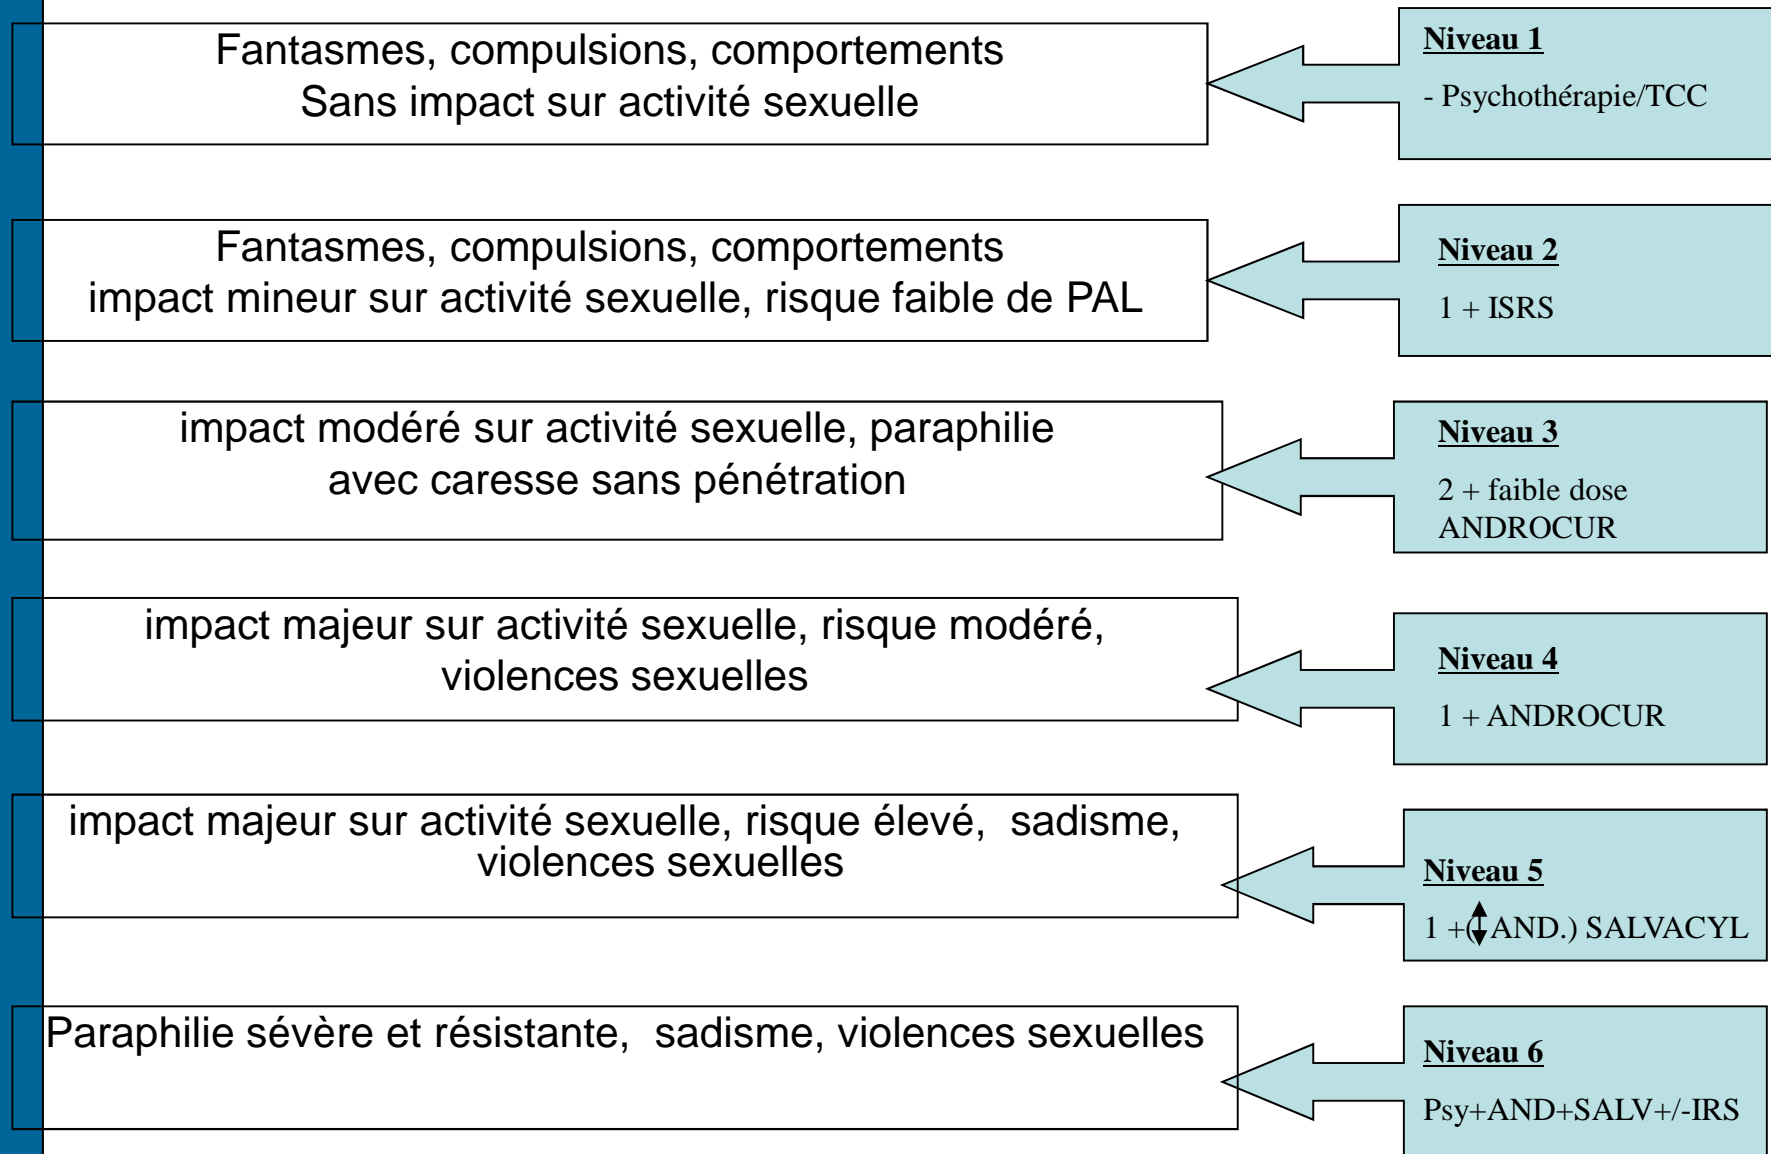 Fantasmes, compulsions, comportements
Sans impact sur activité sexuelle
Niveau 1
- Psychothérapie/TCC
Fantasmes, compulsions, comportements
impact mineur sur activité sexuelle, risque faible de PAL
Niveau 2
1 + ISRS
impact modéré sur activité sexuelle, paraphilie
avec caresse sans pénétration
Niveau 3
2 + faible dose
ANDROCUR
impact majeur sur activité sexuelle, risque modéré,
violences sexuelles
Niveau 4
1 + ANDROCUR
impact majeur sur activité sexuelle, risque élevé, sadisme,
violences sexuelles
Niveau 5
1 +(↕AND.) SALVACYL
Paraphilie sévère et résistante, sadisme, violences sexuelles
Niveau 6
Psy+AND+SALV+/-IRS